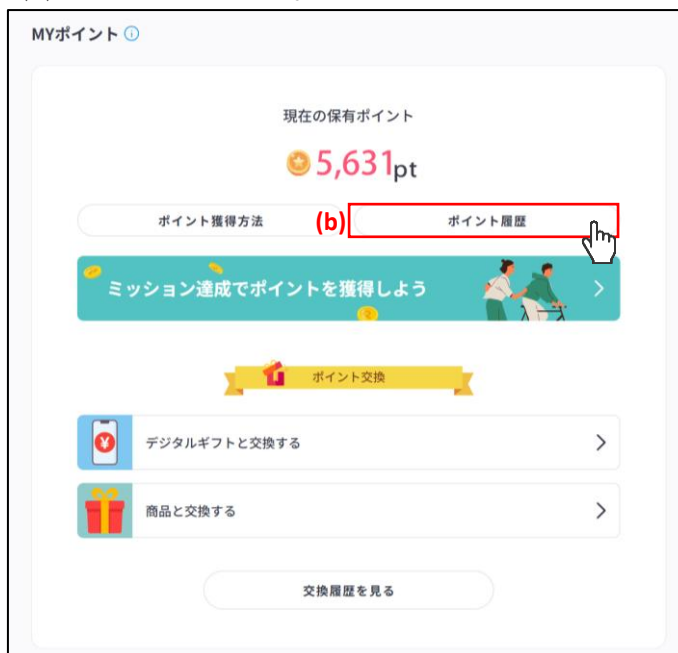 MYポイント
現在の保有ポイント
5,631pt
ポイント獲得方法
(b)
ポイント履歴
ミッション達成でポイントを獲得しよう
ポイント交換
¥
デジタルギフトと交換する
商品と交換する
交換履歴を見る